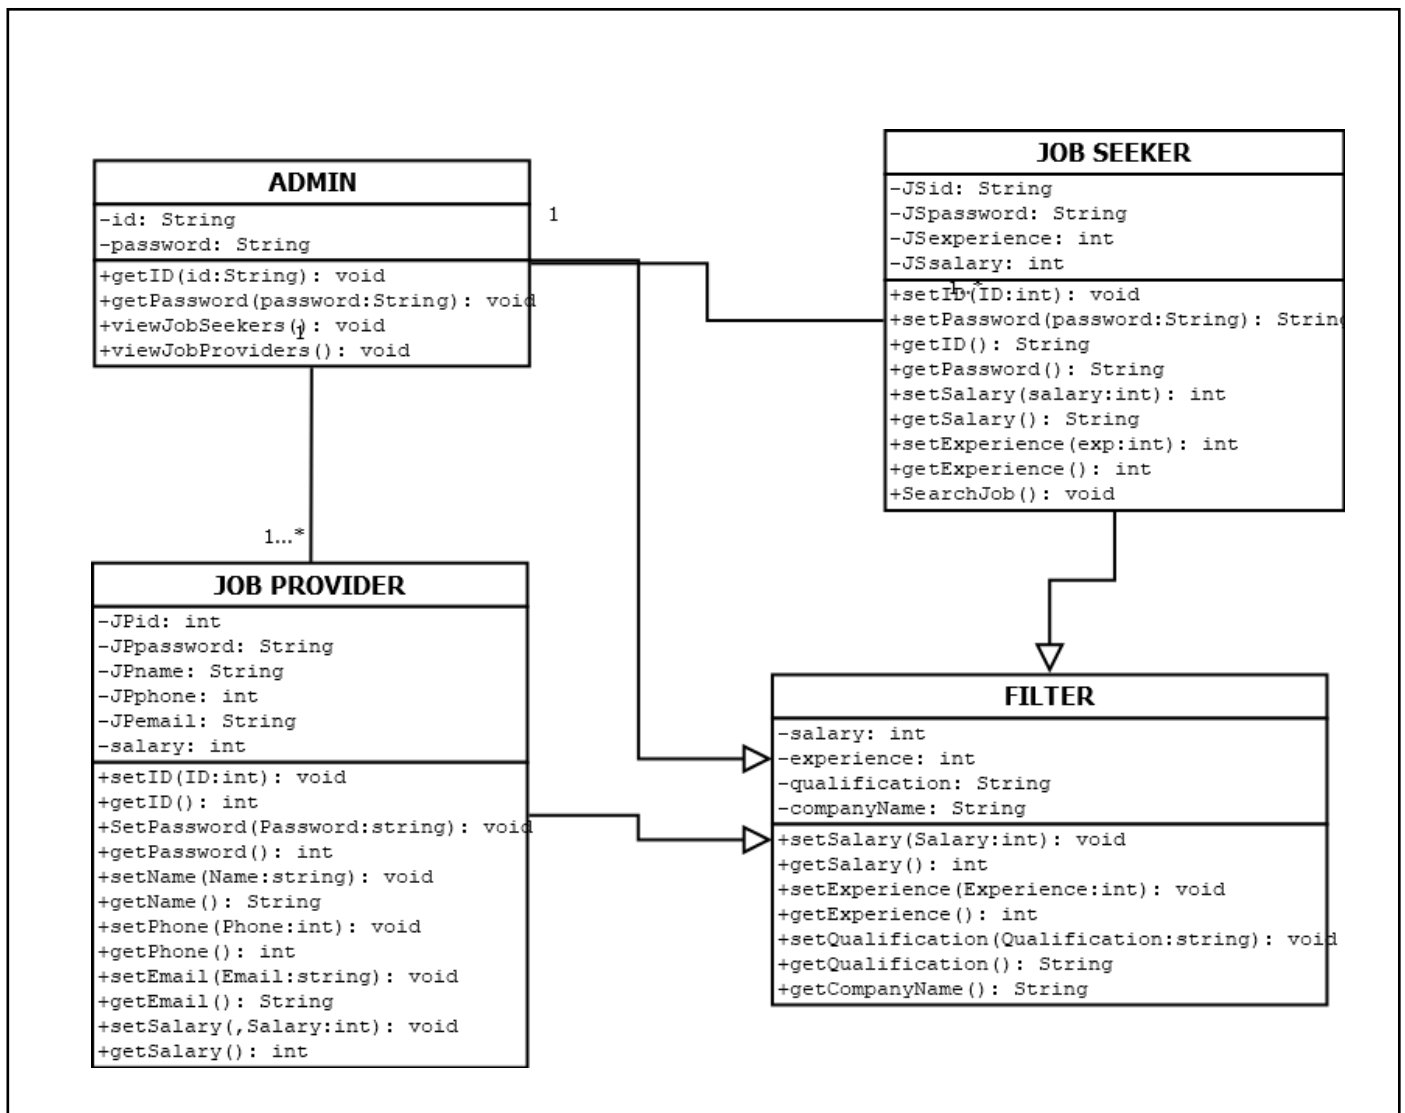 ADMIN
-id: String
-password: String
+getID(id:String): void
+getPassword(password:String): void
+viewJobSeekers(): void
+viewJobProviders(): void
1
1
1...*
JOB SEEKER
-JSid: String
-JSpassword: String
-JSexperience: int
-JSsalary: int
1..*
+setID(ID:int): void
+setPassword(password:String): String
+getID(): String
+getPassword(): String
+setSalary(salary:int): int
+getSalary(): String
+setExperience(exp:int): int
+getExperience(): int
+SearchJob(): void
JOB PROVIDER
-JPid: int
-JPpassword: String
-JPname: String
-JPphone: int
-JPemail: String
-salary: int
+setID(ID:int): void
+getID(): int
+SetPassword(Password:string): void
+getPassword(): int
+setName(Name:string): void
+getName(): String
+setPhone(Phone:int): void
+getPhone(): int
+setEmail(Email:string): void
+getEmail(): String
+setSalary(,Salary:int): void
+getSalary(): int
FILTER
-salary: int
-experience: int
-qualification: String
-companyName: String
+setSalary(Salary:int): void
+getSalary(): int
+setExperience(Experience:int): void
+getExperience(): int
+setQualification(Qualification:string): void
+getQualification(): String
+getCompanyName(): String